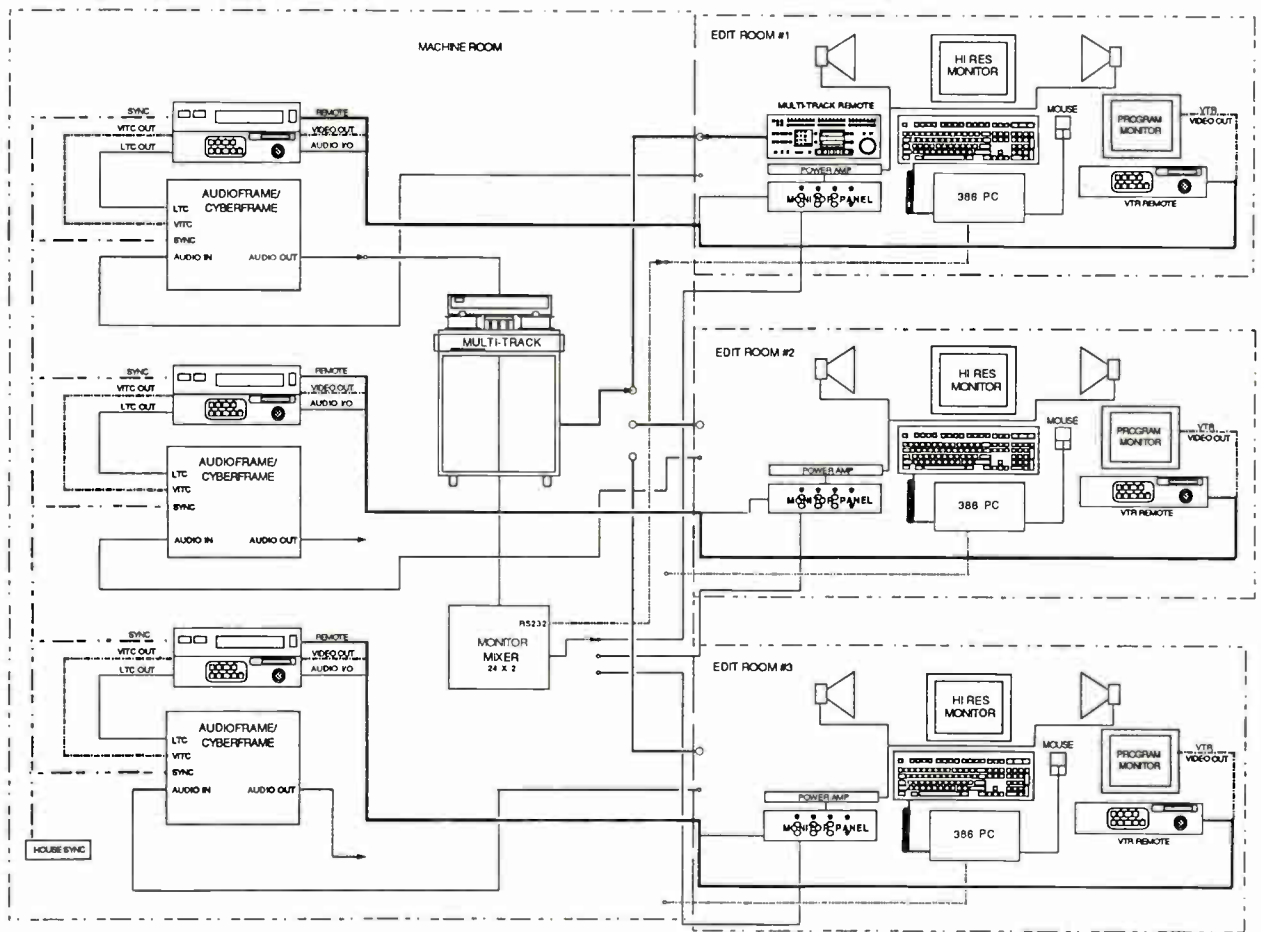 MACHINE ROOM
SYNC
VITC OUT
LTC OUT
REMOTE
VIDEO OUT
AUDIO I/O
AUDIOFRAME/
CYBERFRAME
LTC
VITC
SYNC
AUDIO IN
AUDIO OUT
SYNC
VITC OUT
LTC OUT
REMOTE
VIDEO OUT
AUDIO I/O
AUDIOFRAME/
CYBERFRAME
LTC
VITC
SYNC
AUDIO IN
AUDIO OUT
SYNC
VITC OUT
LTC OUT
REMOTE
VIDEO OUT
AUDIO I/O
AUDIOFRAME/
CYBERFRAME
LTC
VITC
SYNC
AUDIO IN
AUDIO OUT
HOUSE SYNC
MULTI-TRACK
RS232
MONITOR
MIXER
24 X 2
EDIT ROOM #1
HI RES
MONITOR
MULTI-TRACK REMOTE
MOUSE
PROGRAM
MONITOR
VTR
VIDEO OUT
POWER AMP
MONITOR PANEL
386 PC
VTR REMOTE
EDIT ROOM #2
HI RES
MONITOR
MOUSE
PROGRAM
MONITOR
VTR
VIDEO OUT
POWER AMP
MONITOR PANEL
386 PC
VTR REMOTE
EDIT ROOM #3
HI RES
MONITOR
MOUSE
PROGRAM
MONITOR
VTR
VIDEO OUT
POWER AMP
MONITOR PANEL
386 PC
VTR REMOTE